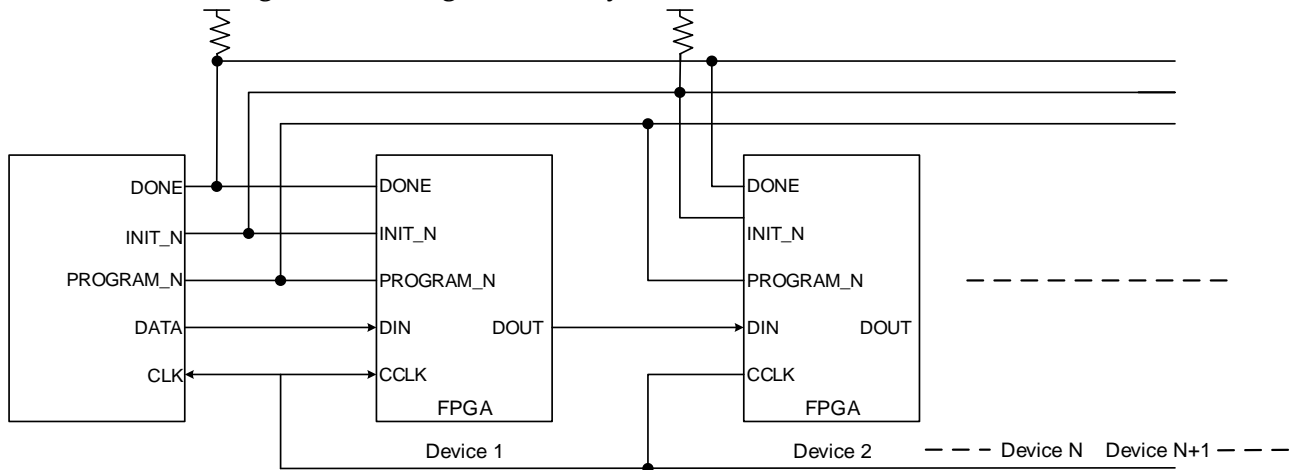 DONE
INIT_N
PROGRAM_N
DATA
CLK
DONE
INIT_N
PROGRAM_N
DIN
DOUT
CCLK
FPGA
Device 1
DONE
INIT_N
PROGRAM_N
DIN
DOUT
CCLK
FPGA
Device 2
Device N
Device N+1